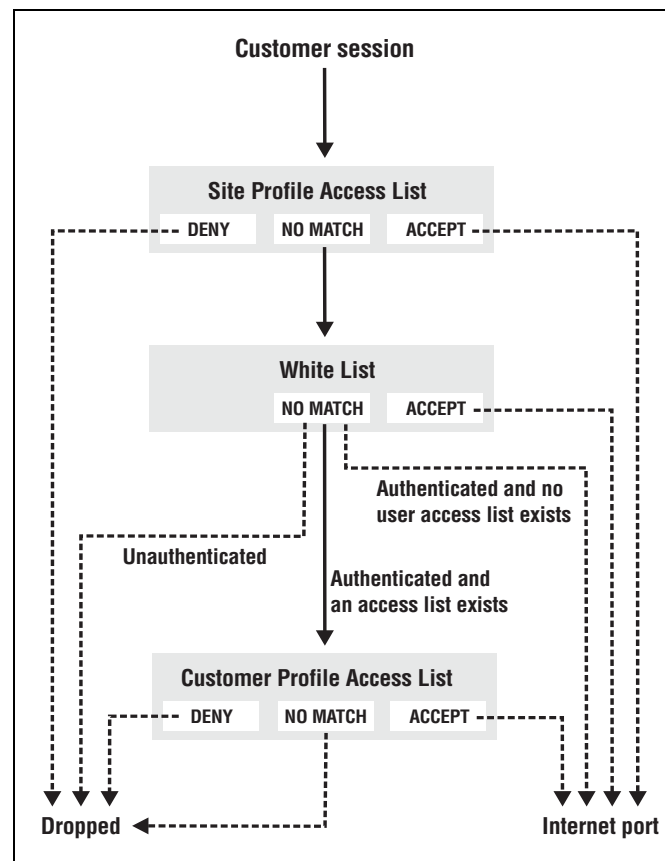 Customer session
Site Profile Access List
DENY NO MATCH ACCEPT
White List
NO MATCH ACCEPT
Authenticated and no
user access list exists
Unauthenticated
Authenticated and
an access list exists
Customer Profile Access List
DENY NO MATCH ACCEPT
Dropped Internet port